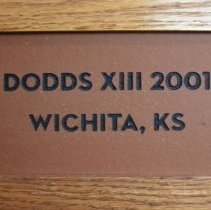 DODDS XIII 2001
WICHITA, KS